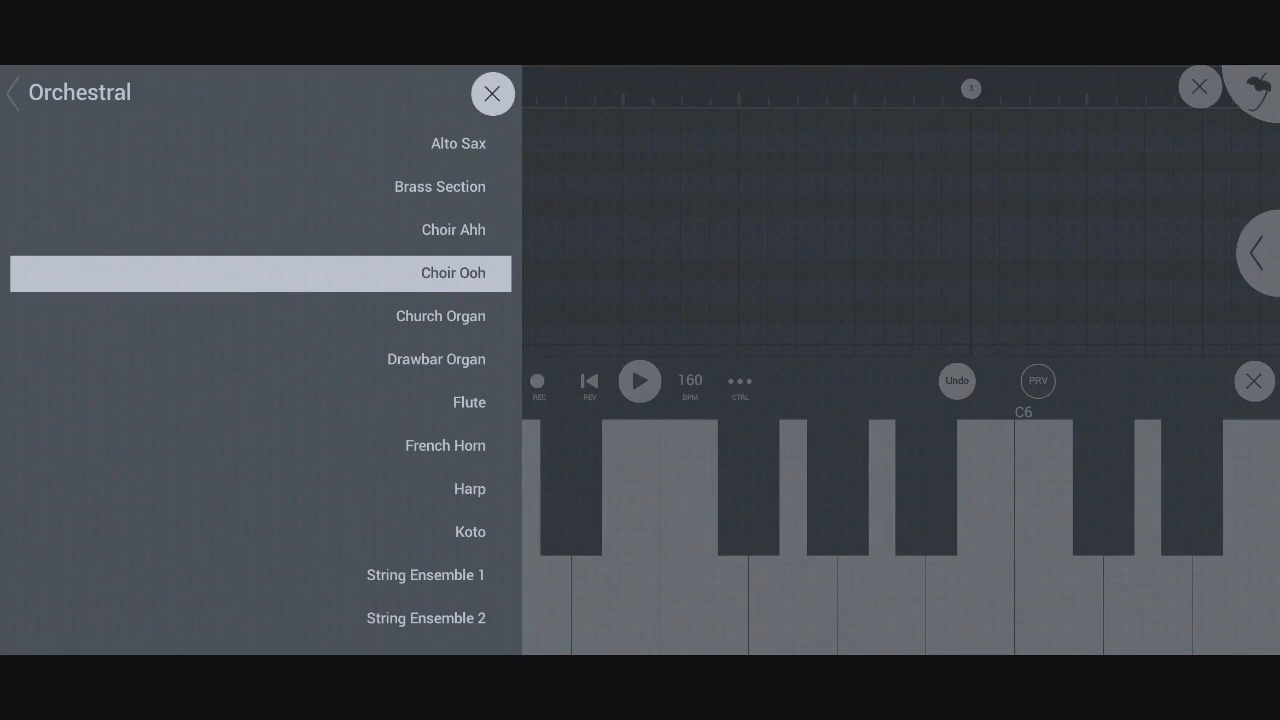 Orchestral
Alto Sax
Brass Section
Choir Ahh
Choir Ooh
Church Organ
Drawbar Organ
Flute
French Horn
Harp
Koto
String Ensemble 1
String Ensemble 2
3
160
Undo
PRV
REC
REV
BPM
CTRL
C6